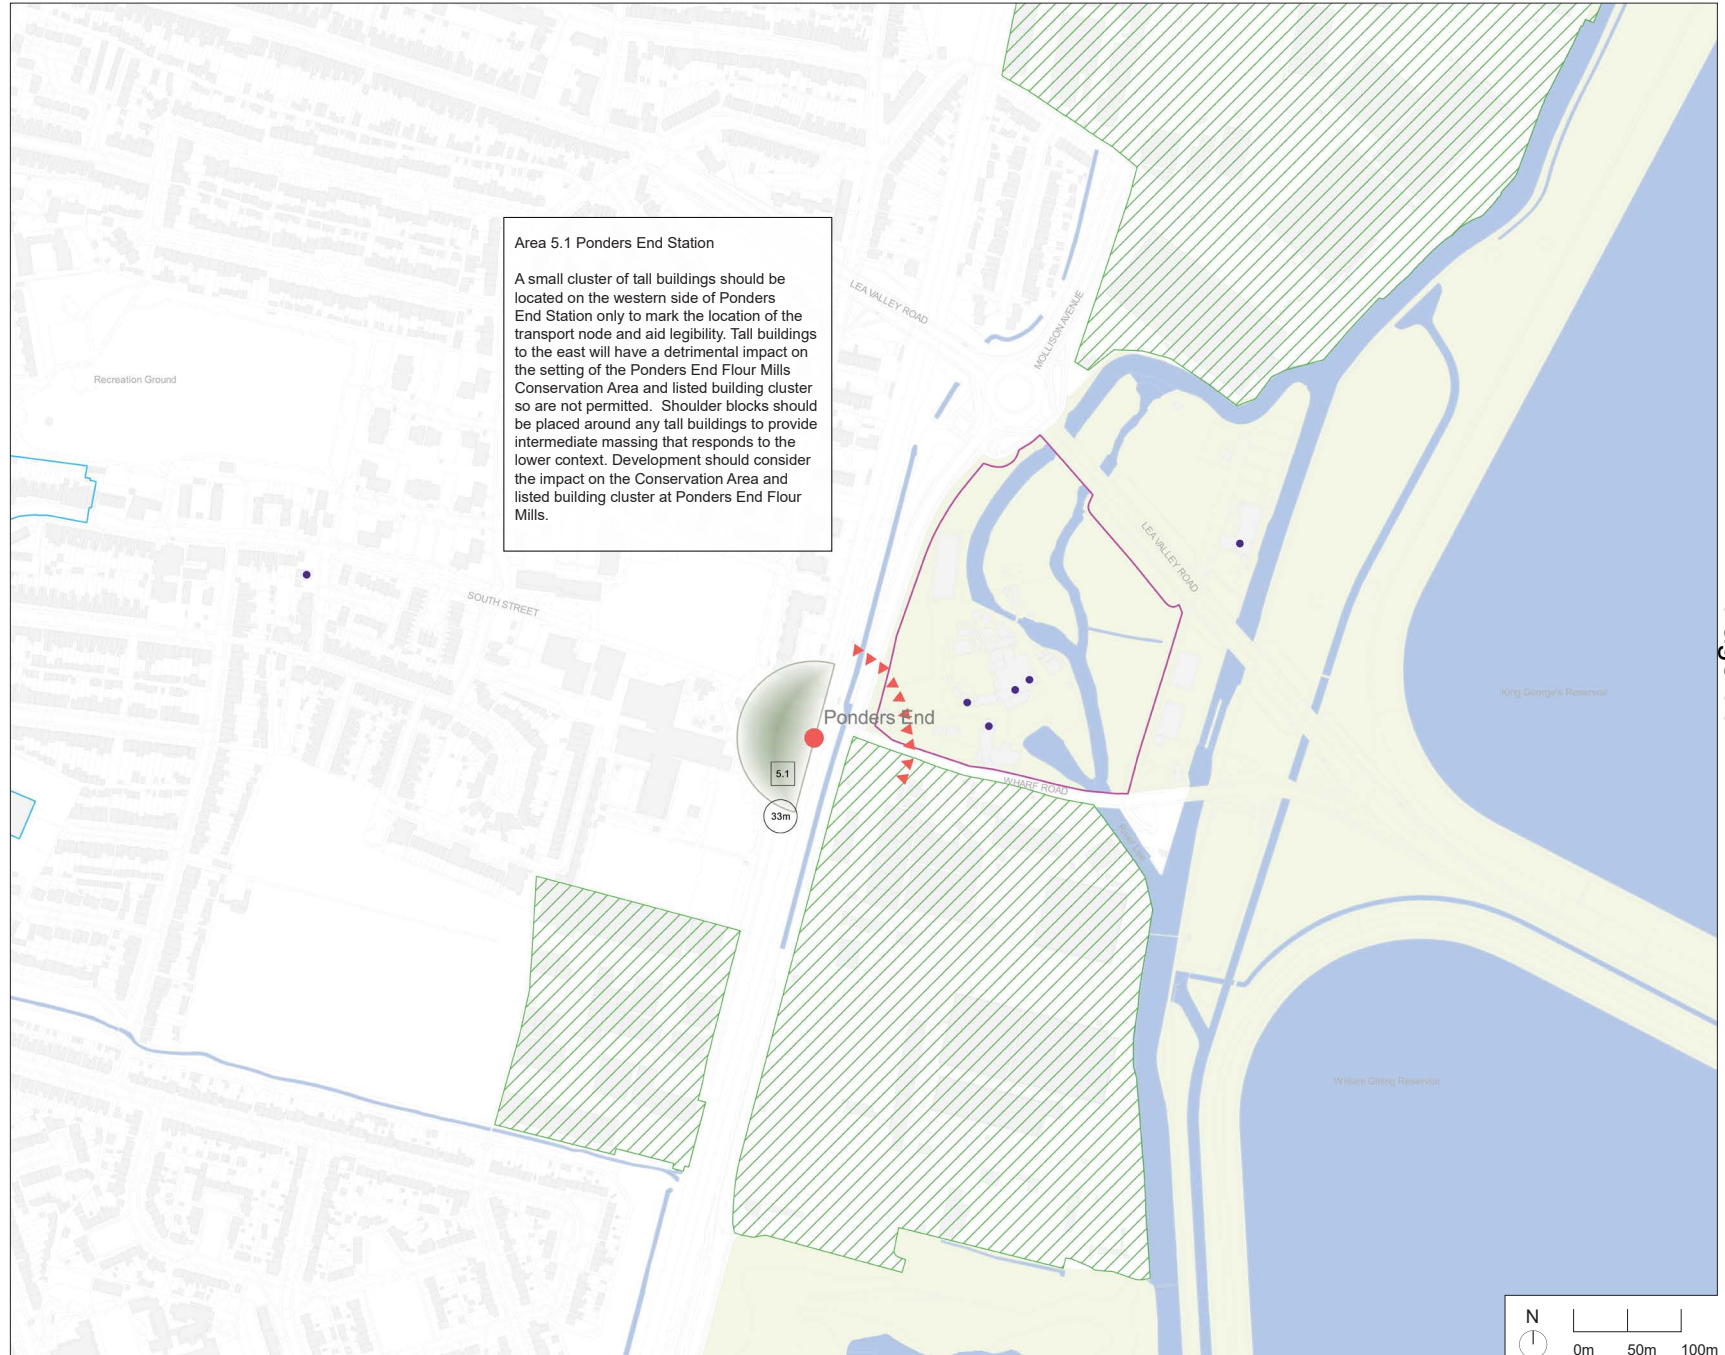 Area 5.1 Ponders End Station
A small cluster of tall buildings should be
located on the western side of Ponders
End Station only to mark the location of the
transport node and aid legibility. Tall buildings
to the east will have a detrimental impact on
the setting of the Ponders End Flour Mills
Conservation Area and listed building cluster
so are not permitted.  Shoulder blocks should
be placed around any tall buildings to provide
intermediate massing that responds to the
lower context. Development should consider
the impact on the Conservation Area and
listed building cluster at Ponders End Flour
Mills.
LEA VALLEY ROAD
MOLLISON AVENUE
Recreation Ground
LEA VALLEY ROAD
SOUTH STREET
King George's Reservoir
Ponders End
5.1
WHARF ROAD
33m
River Lee
William Girling Reservoir
N
0m
50m
100m